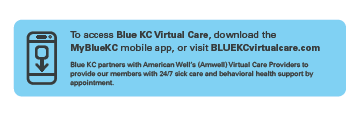 To access Blue KC Virtual Care, download the
MyBlueKC mobile app, or visit BLUEKCvirtualcare.com
Blue KC partners with American Well's (Amwell) Virtual Care Providers to
provide our members with 24/7 sick care and behavioral health support by
appointment.